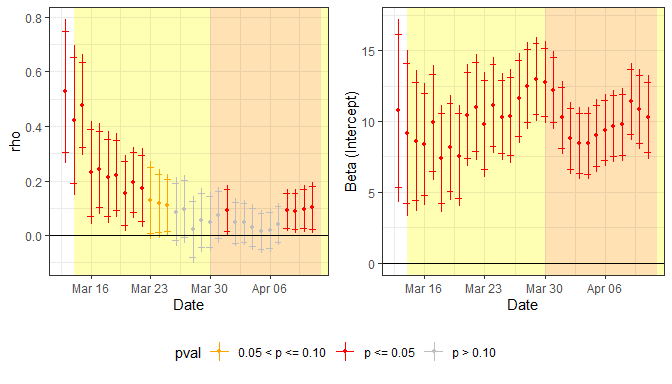 0.8
0.6
0.4
0.2
0.0
rho
Mar 16
Mar 23
Mar 30
Apr 06
Date
15
10
5
0
Beta (Intercept)
Mar 16
Mar 23
Mar 30
Apr 06
Date
pval
0.05 < p <= 0.10
p <= 0.05
p > 0.10